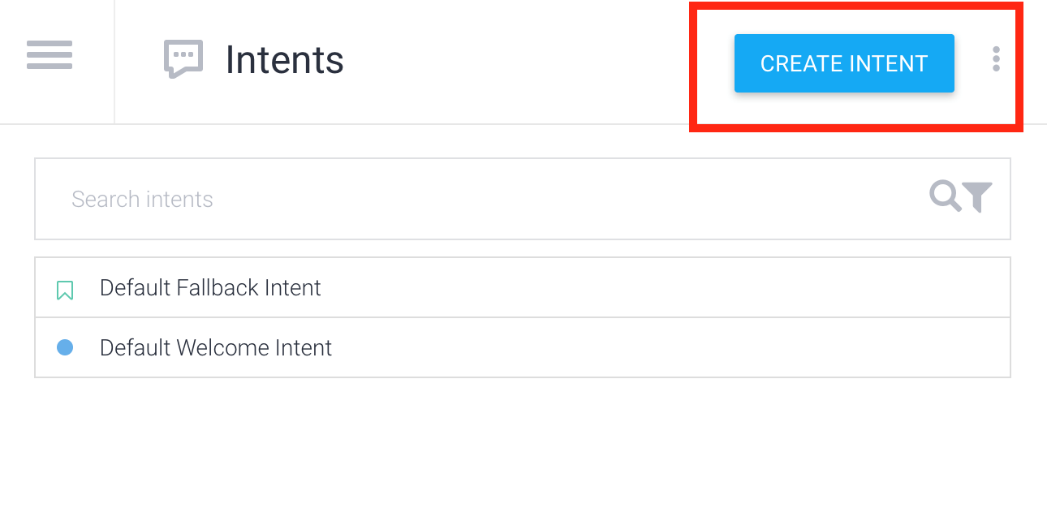 Intents
CREATE INTENT
Search intents
Default Fallback Intent
Default Welcome Intent